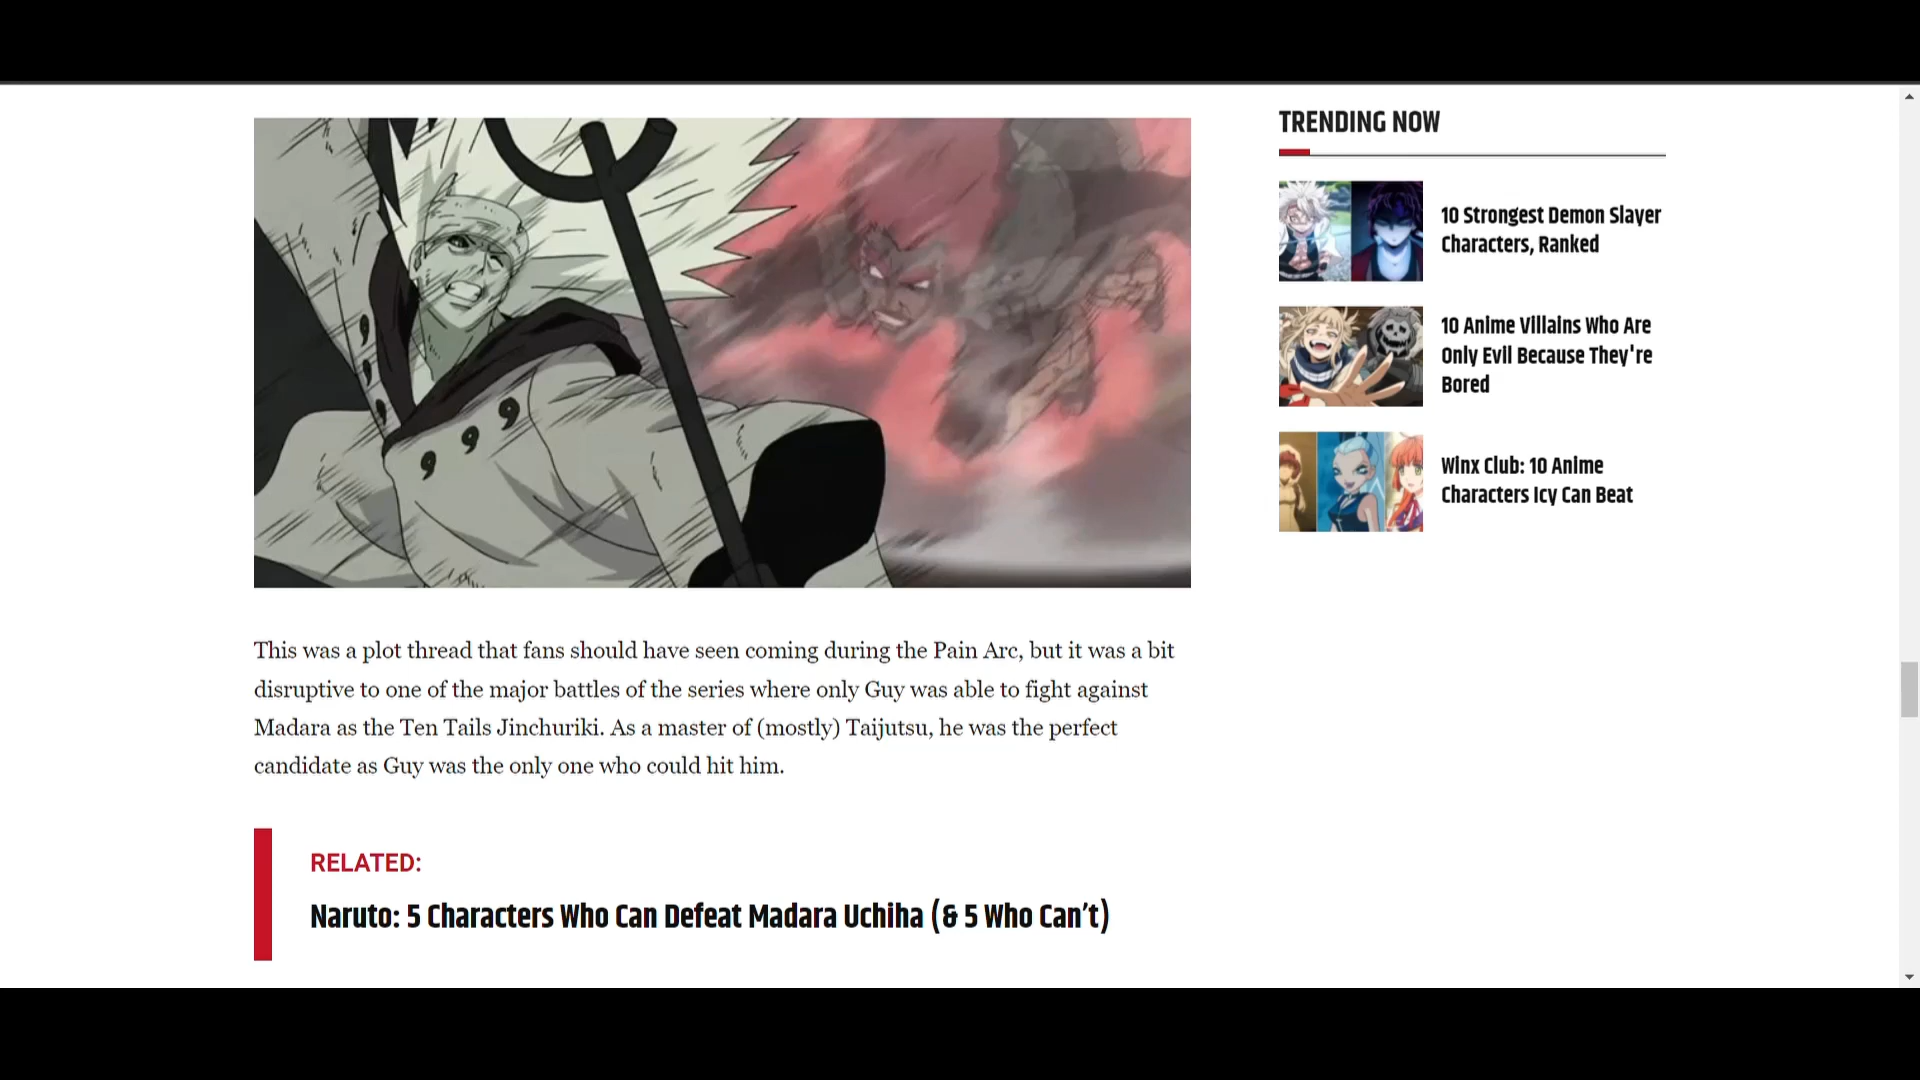 This was a plot thread that fans should have seen coming during the Pain Arc, but it was a bit
disruptive to one of the major battles of the series where only Guy was able to fight against
Madara as the Ten Tails Jinchuriki. As a master of (mostly) Taijutsu, he was the perfect
candidate as Guy was the only one who could hit him.
RELATED:
Naruto: 5 Characters Who Can Defeat Madara Uchiha (& 5 Who Can’t)
TRENDING NOW
10 Strongest Demon Slayer
Characters, Ranked
10 Anime Villains Who Are
Only Evil Because They're
Bored
Winx Club: 10 Anime
Characters Icy Can Beat